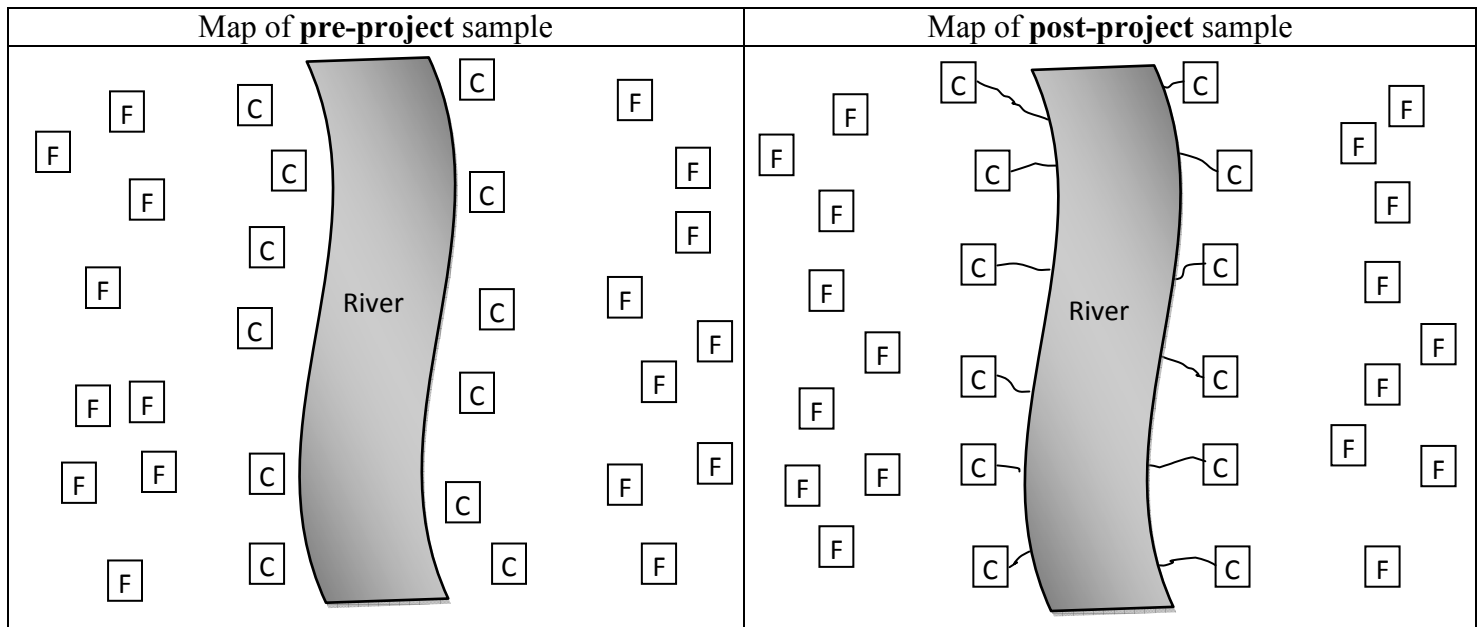 Map of pre-project sample
C
F C F
F C F
F C
C F
F F
River C
C F
C F
F F C
F F C F F
C
F C C F
Map of post-project sample
C C
F F
F C C F
F F
C C
F F
River
F F
C C F
F
F
F F C C F
F
C C F